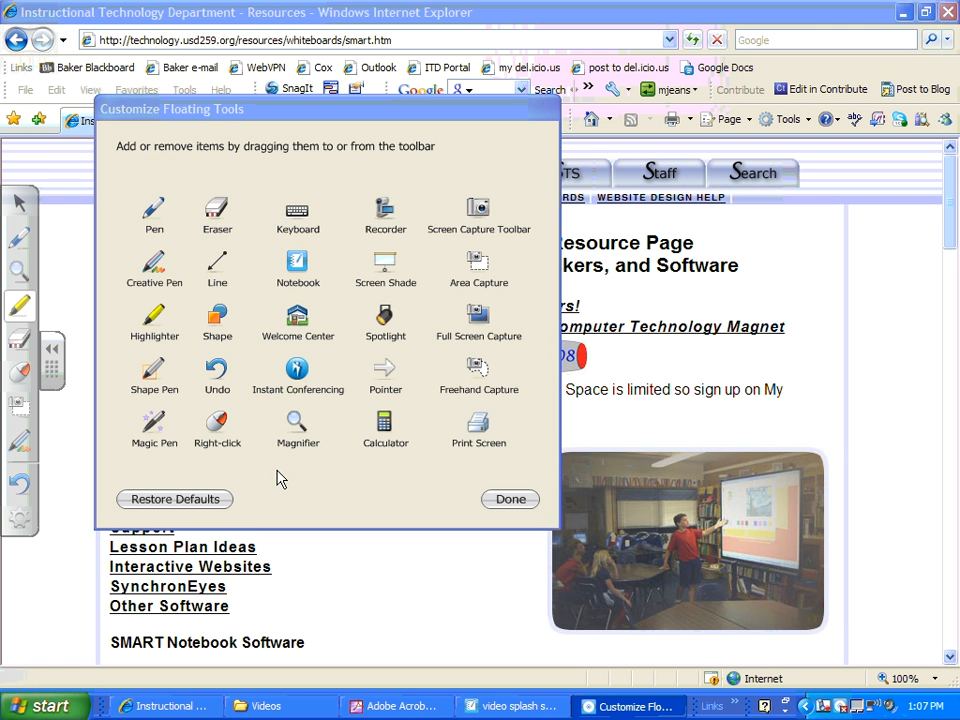 Instructional Technology Department - Resources - Windows Internet Explorer
http://technology.usd259.org/resources/whiteboards/smart.htm
Google
Links Baker Blackboard Baker e-mail WebVPN Cox Outlook ITD Portal my del.icio.us post to del.icio.us Google Docs
File Edit View Favorites Tools Help SnagIt Google Search mjeans Contribute Edit in Contribute Post to Blog
Ins
Page Tools
Customize Floating Tools
Add or remove items by dragging them to or from the toolbar
STS Staff Search
RDS WEBSITE DESIGN HELP
Pen Eraser Keyboard Recorder Screen Capture Toolbar
Creative Pen Line Notebook Screen Shade Area Capture
Highlighter Shape Welcome Center Spotlight Full Screen Capture
Shape Pen Undo Instant Conferencing Pointer Freehand Capture
Magic Pen Right-click Magnifier Calculator Print Screen
Restore Defaults Done
esource Page
kers, and Software
rs!
omputer Technology Magnet
08
Space is limited so sign up on My
Support
Lesson Plan Ideas
Interactive Websites
SynchronEyes
Other Software
SMART Notebook Software
Internet 100%
start Instructional ... Videos Adobe Acrob... video splash s... Customize Flo... Links 1:07 PM